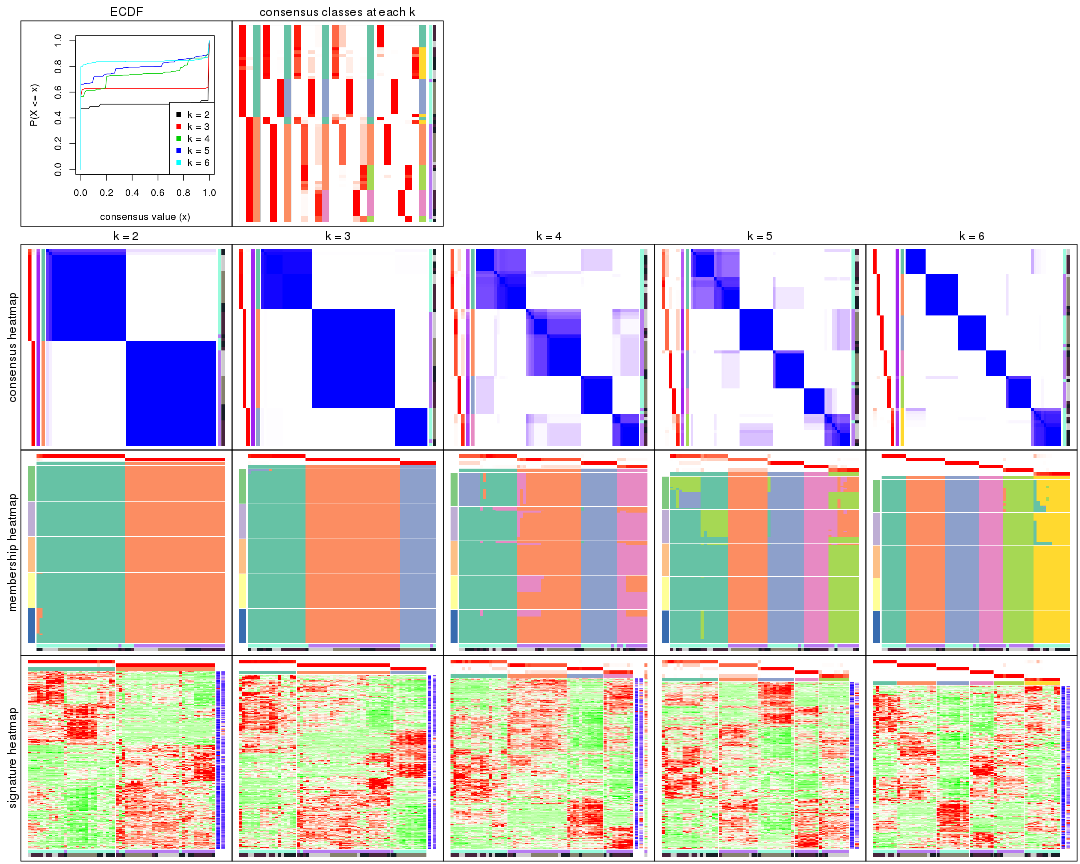 ECDF
consensus classes at each k
P(X <= x)
0.0 0.2 0.4 0.6 0.8 1.0
k = 2
k = 3
k = 4
k = 5
k = 6
0.0 0.2 0.4 0.6 0.8 1.0
consensus value (x)
k = 2
k = 3
k = 4
k = 5
k = 6
consensus heatmap
membership heatmap
signature heatmap